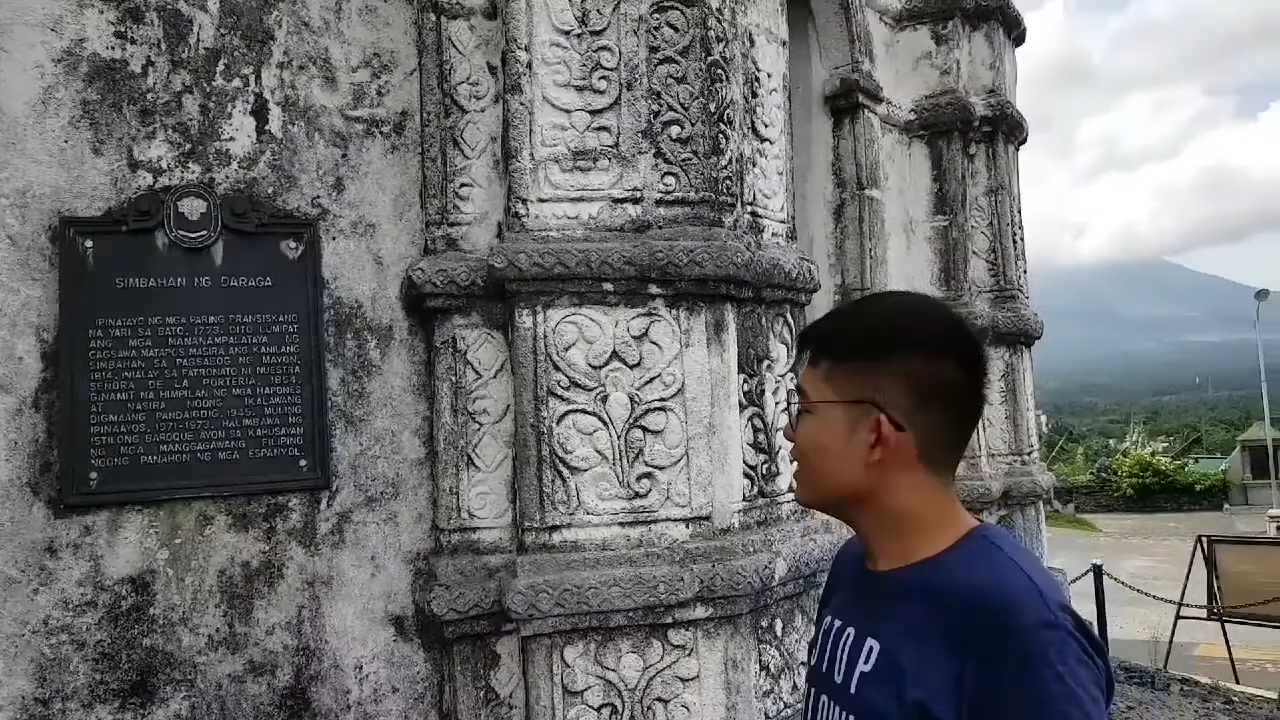 SIMBAHAN NG DARAGA
IPINATAYO NG MGA PARING PRANSISKANO
NA YARI SA BATO, 1773. DITO LUMIPAT
ANG MGA MANANAMPALATAYA NG
CAGSAWA MATAPOS MASIRA ANG KANILANG
SIMBAHAN SA PAGSABOG NG MAYON,
1814. INIALAY SA PATRONATO NI NUESTRA
SEÑORA DE LA PORTERIA, 1854.
GINAMIT NA HIMPILAN NG MGA HAPONES
AT NASIRA NOONG IKALAWANG
DIGMAANG PANDAIGDIG, 1945. MULING
IPINAAYOS, 1971-1973. HALIMBAWA NG
ISTILONG BAROQUE AYON SA KAHUSAYAN
NG MGA MANGGAGAWANG FILIPINO
NOONG PANAHON NG MGA ESPANYOL.
STOP